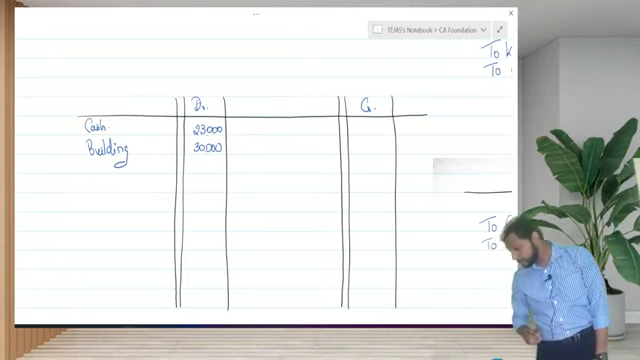 TEJAS's Notebook > CA Foundation
To
To
Dr.
Cr.
Cash.
23000
Building
30000
To
To